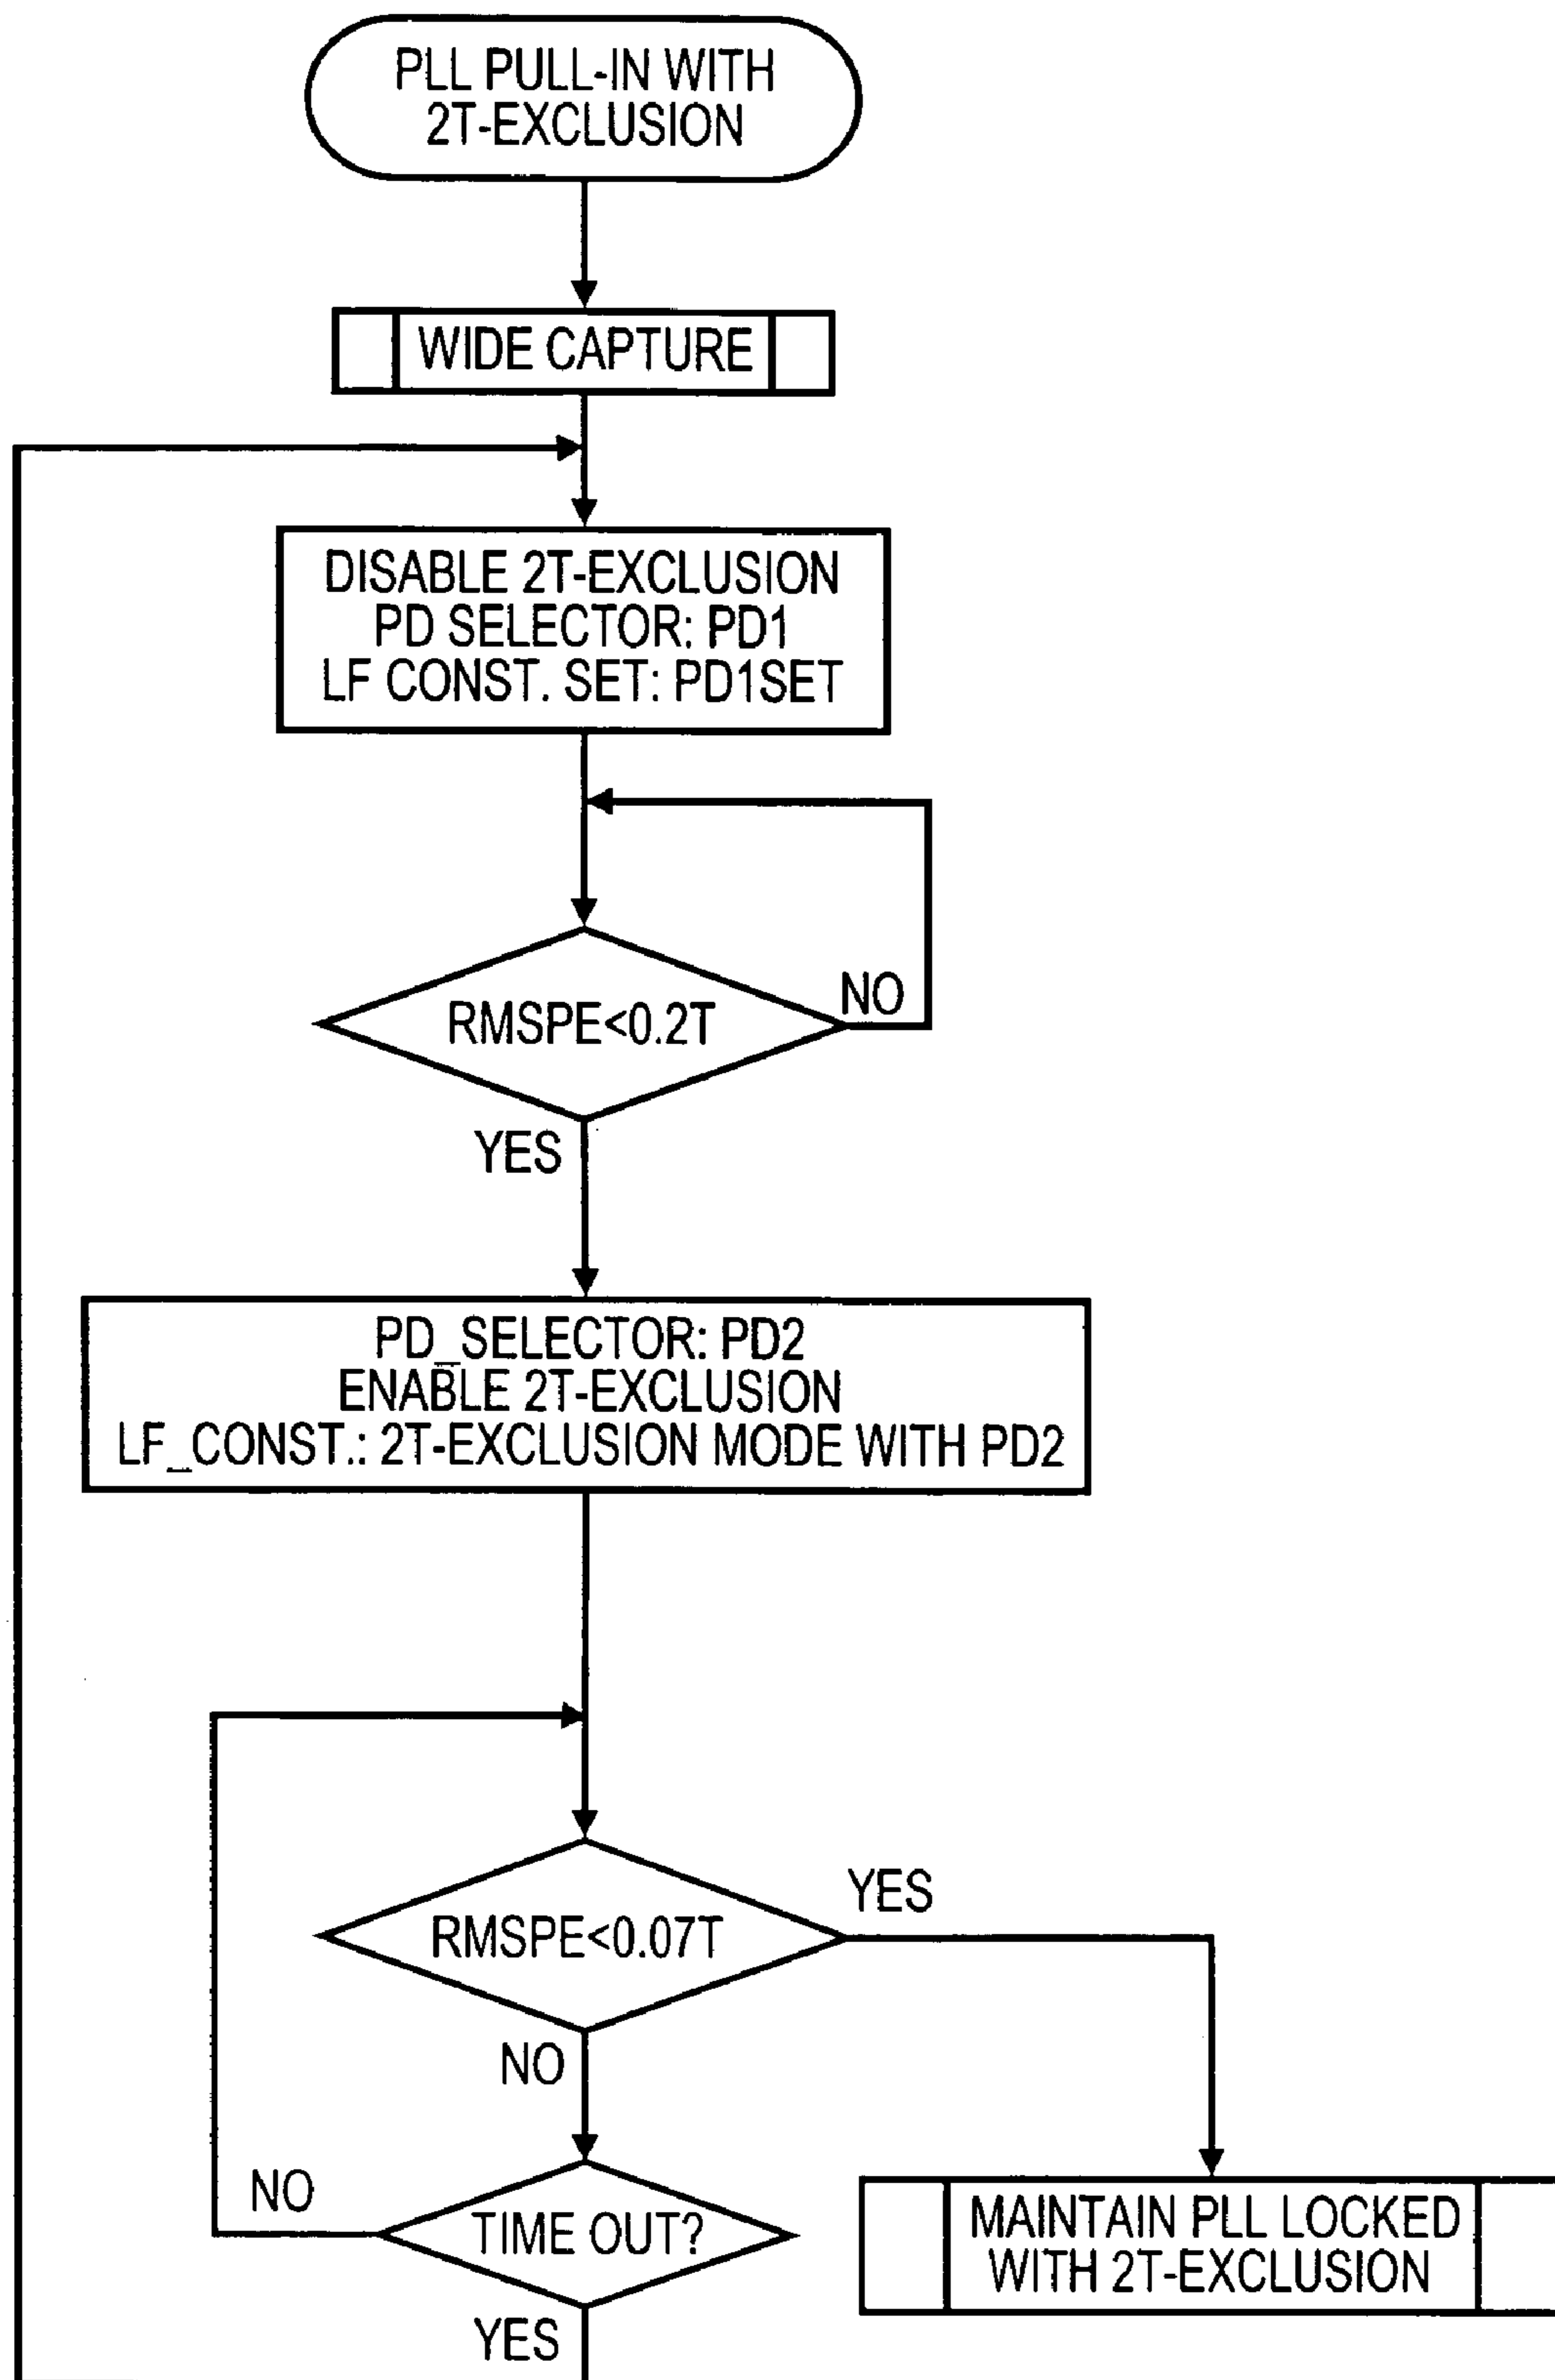 PLL PULL-IN WITH
2T-EXCLUSION
WIDE CAPTURE
DISABLE 2T-EXCLUSION
PD SELECTOR: PD1
LF CONST. SET: PD1SET
RMSPE<0.2T
NO
YES
PD_SELECTOR: PD2
ENABLE 2T-EXCLUSION
LF_CONST.: 2T-EXCLUSION MODE WITH PD2
RMSPE<0.07T
YES
NO
TIME OUT?
NO
YES
MAINTAIN PLL LOCKED
WITH 2T-EXCLUSION